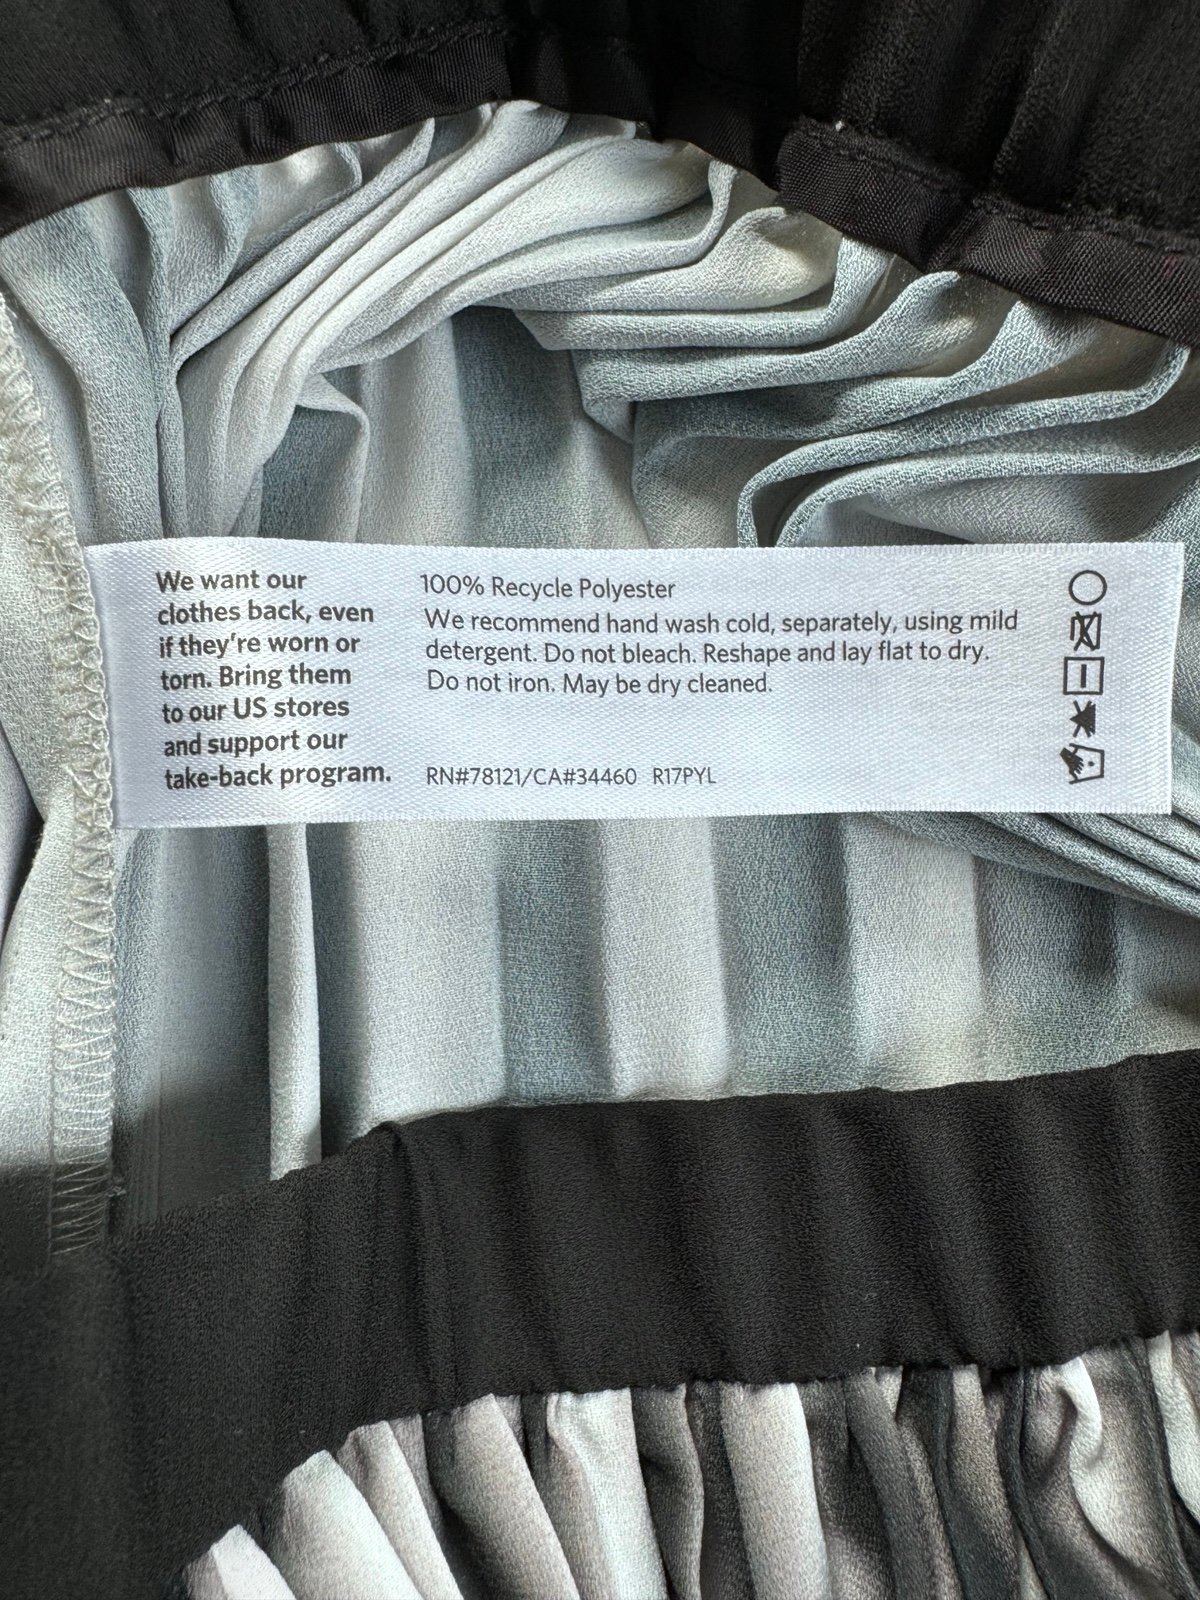 We want our
clothes back, even
if they're worn or
torn. Bring them
to our US stores
and support our
take-back program.
100% Recycle Polyester
We recommend hand wash cold, separately, using mild
detergent. Do not bleach. Reshape and lay flat to dry.
Do not iron. May be dry cleaned.
RN#78121/CA#34460 R17PYL